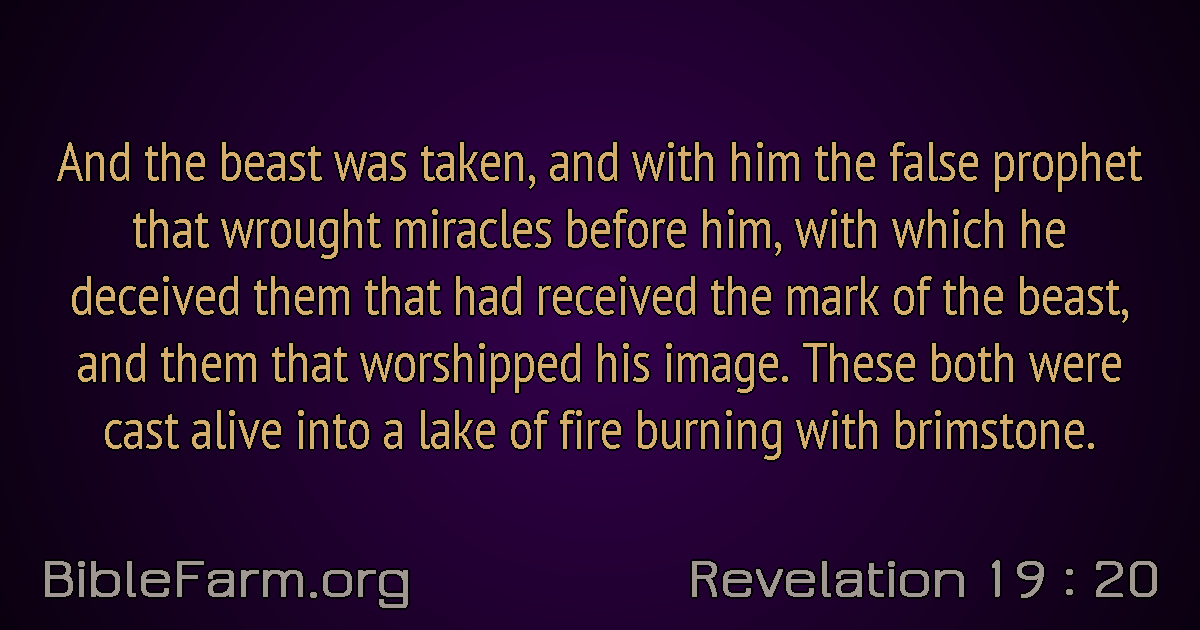 And the beast was taken, and with him the false prophet
that wrought miracles before him, with which he
deceived them that had received the mark of the beast,
and them that worshipped his image. These both were
cast alive into a lake of fire burning with brimstone.
BibleFarm.org
Revelation 19 : 20